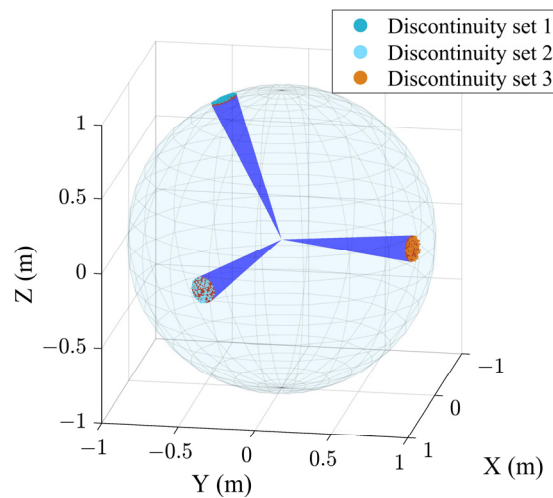 Discontinuity set 1
Discontinuity set 2
Discontinuity set 3
1
0.5
0
−0.5
−1
Z (m)
−1
−0.5
0
0.5
1
Y (m)
1
0
−1
X (m)